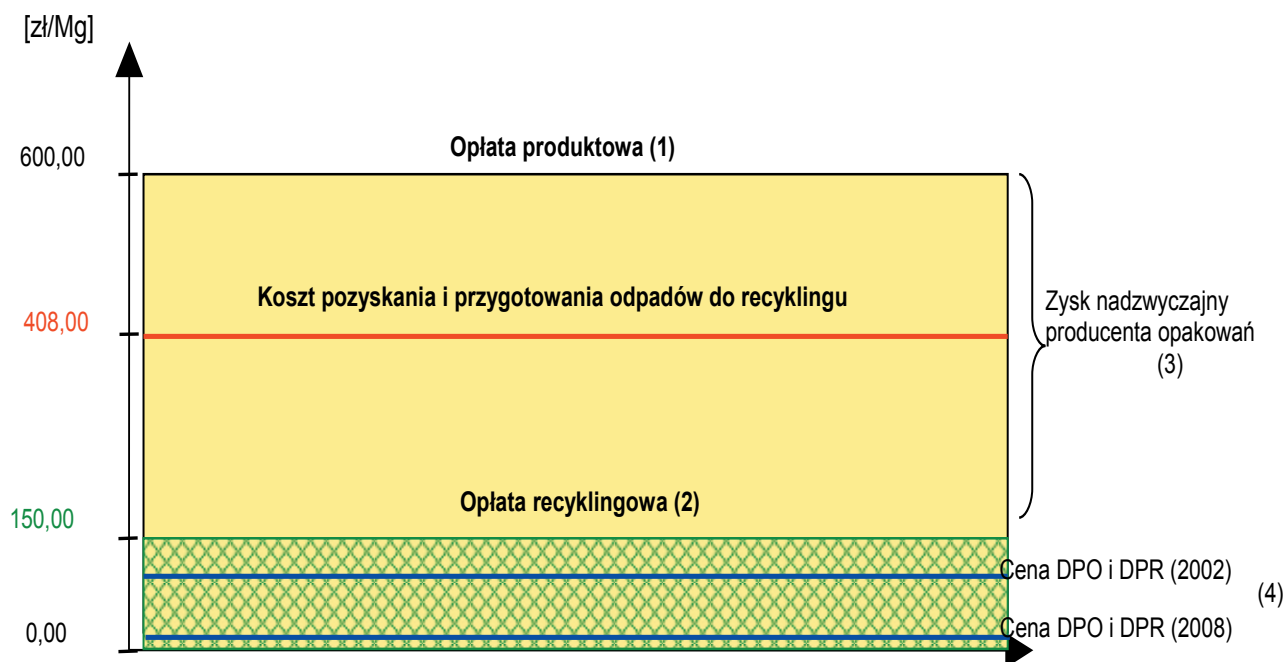 [zł/Mg]
Opłata produktowa (1)
600,00
Koszt pozyskania i przygotowania odpadów do recyklingu
408,00
Zysk nadzwyczajny
producenta opakowań
(3)
Opłata recyklingowa (2)
150,00
Cena DPO i DPR (2002)
(4)
0,00
Cena DPO i DPR (2008)